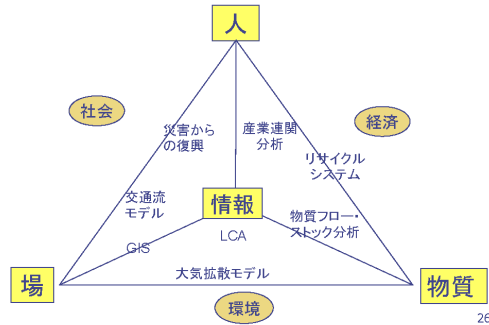 人
社会
経済
災害から
の復興
産業連関
分析
リサイクル
システム
交通流
モデル
情報
物質フロー・
ストック分析
GIS
LCA
大気拡散モデル
場
物質
環境
26